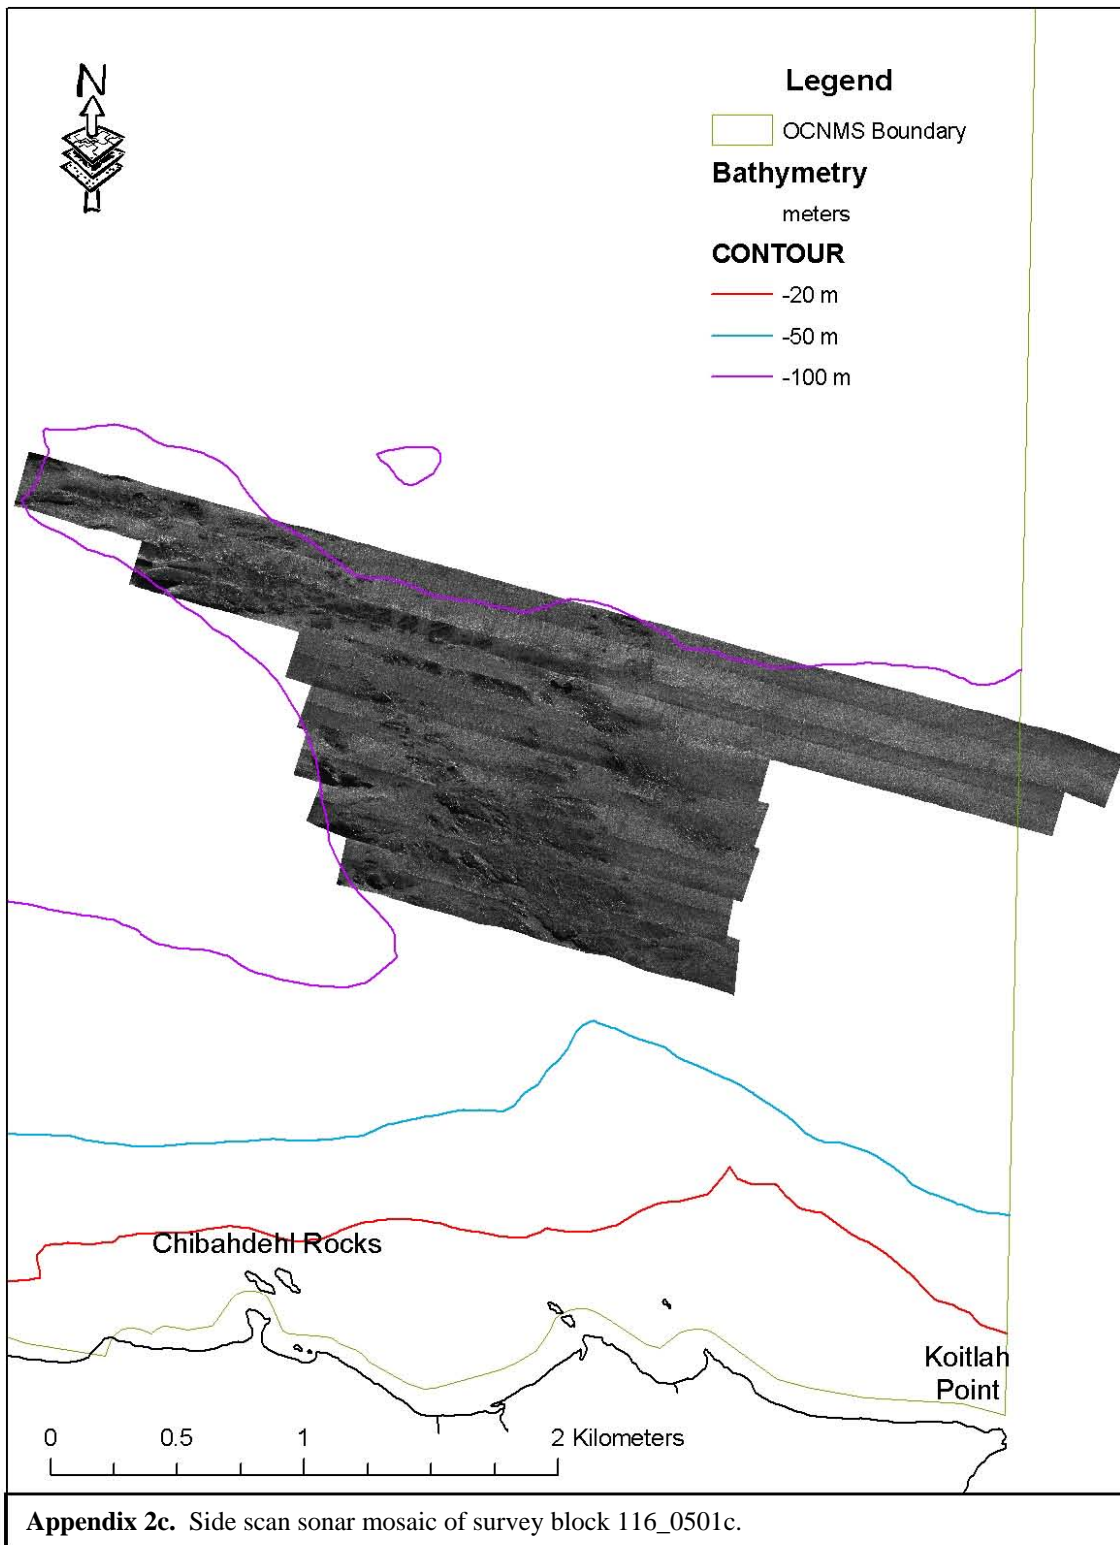 N
Legend
OCNMS Boundary
Bathymetry
meters
CONTOUR
-20 m
-50 m
-100 m
Chibahdehl Rocks
Koitlah
Point
0 0.5 1 2 Kilometers
Appendix 2c. Side scan sonar mosaic of survey block 116_0501c.